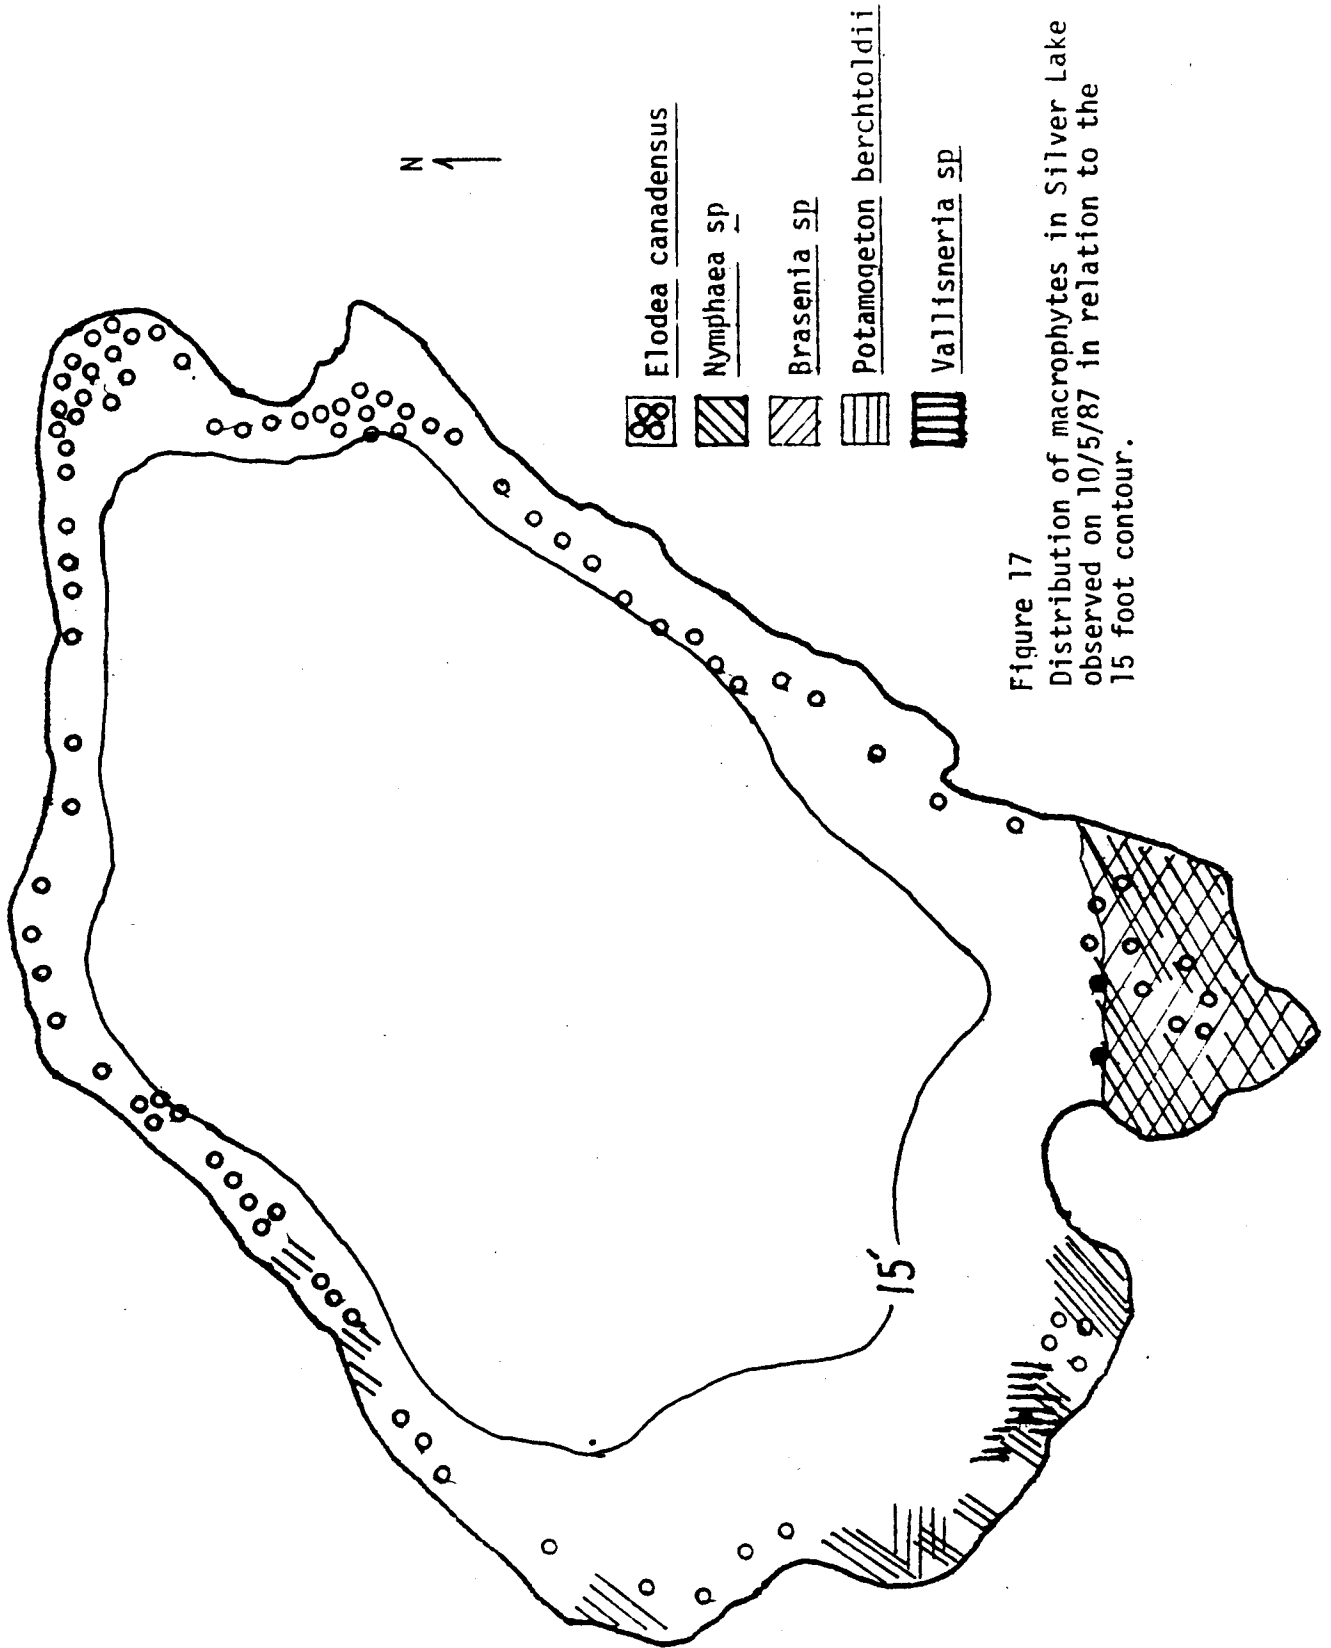 N
Elodea canadensus
Nymphaea sp
Brasenia sp
Potamogeton berchtoldii
Vallisneria sp
15'
Figure 17
Distribution of macrophytes in Silver Lake
observed on 10/5/87 in relation to the
15 foot contour.